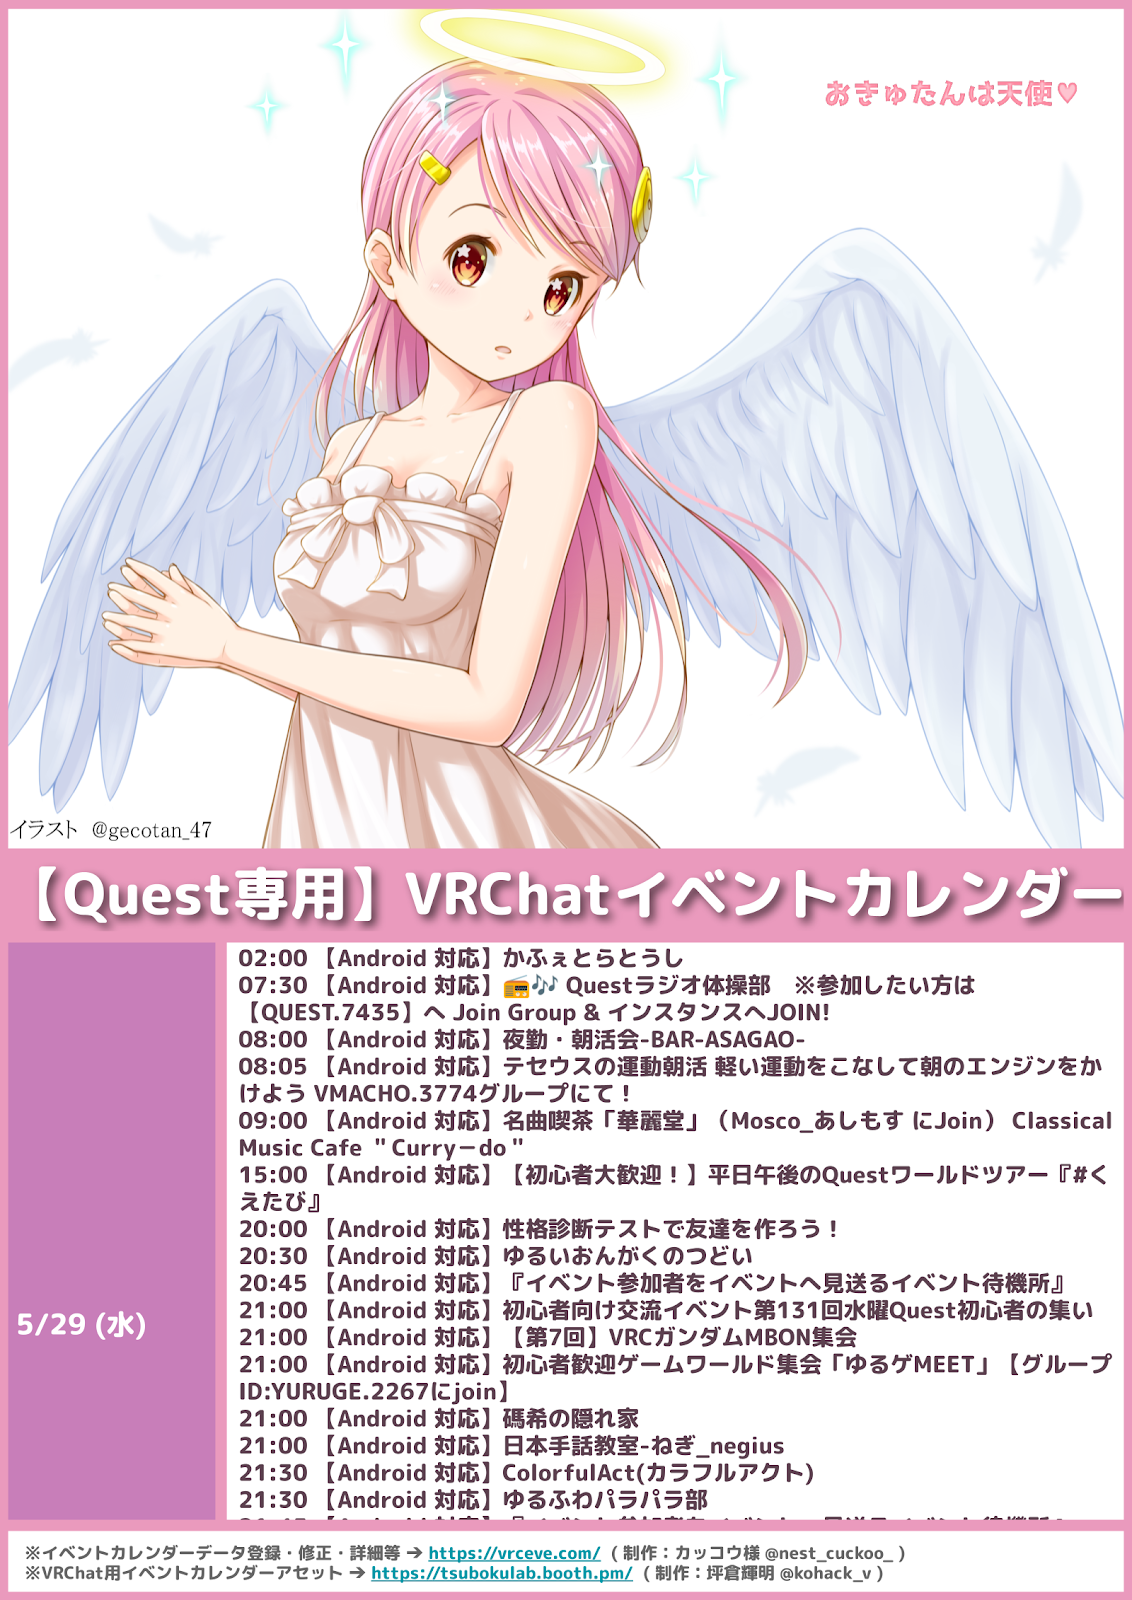 おきゅたんは天使♥
イラスト @gecotan_47
【Quest専用】VRChatイベントカレンダー
5/29 (水)
02:00 【Android 対応】かふぇとらとうし
07:30 【Android 対応】📻🎶 Questラジオ体操部　※参加したい方は
【QUEST.7435】へ Join Group & インスタンスへJOIN!
08:00 【Android 対応】夜勤・朝活会-BAR-ASAGAO-
08:05 【Android 対応】テセウスの運動朝活 軽い運動をこなして朝のエンジンをか
けよう VMACHO.3774グループにて！
09:00 【Android 対応】名曲喫茶「華麗堂」（Mosco_あしもす にJoin） Classical
Music Cafe ＂Curry－do＂
15:00 【Android 対応】【初心者大歓迎！】平日午後のQuestワールドツアー『#く
えたび』
20:00 【Android 対応】性格診断テストで友達を作ろう！
20:30 【Android 対応】ゆるいおんがくのつどい
20:45 【Android 対応】『イベント参加者をイベントへ見送るイベント待機所』
21:00 【Android 対応】初心者向け交流イベント第131回水曜Quest初心者の集い
21:00 【Android 対応】【第7回】VRCガンダムMBON集会
21:00 【Android 対応】初心者歓迎ゲームワールド集会「ゆるゲMEET」【グループ
ID:YURUGE.2267にjoin】
21:00 【Android 対応】碼希の隠れ家
21:00 【Android 対応】日本手話教室-ねぎ_negius
21:30 【Android 対応】ColorfulAct(カラフルアクト)
21:30 【Android 対応】ゆるふわパラパラ部
※イベントカレンダーデータ登録・修正・詳細等 ➔ https://vrceve.com/ （制作：カッコウ様 @nest_cuckoo_ ）
※VRChat用イベントカレンダーアセット ➔ https://tsubokulab.booth.pm/ （制作：坪倉輝明 @kohack_v ）